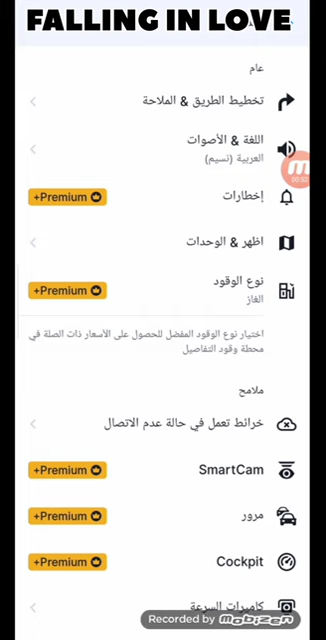 FALLING IN LOVE
عام
تخطيط الطريق & الملاحة
اللغة & الأصوات
العربية (نسيم)
00:52
إخطارات
Premium+
اظهر & الوحدات
نوع الوقود
Premium+
الغاز
اختيار نوع الوقود المفضل للحصول على الأسعار ذات الصلة في
محطة وقود التفاصيل
ملامح
خرائط تعمل في حالة عدم الاتصال
SmartCam
Premium+
مرور
Premium+
Cockpit
Premium+
كاميرات السرعة
Recorded by mobizen